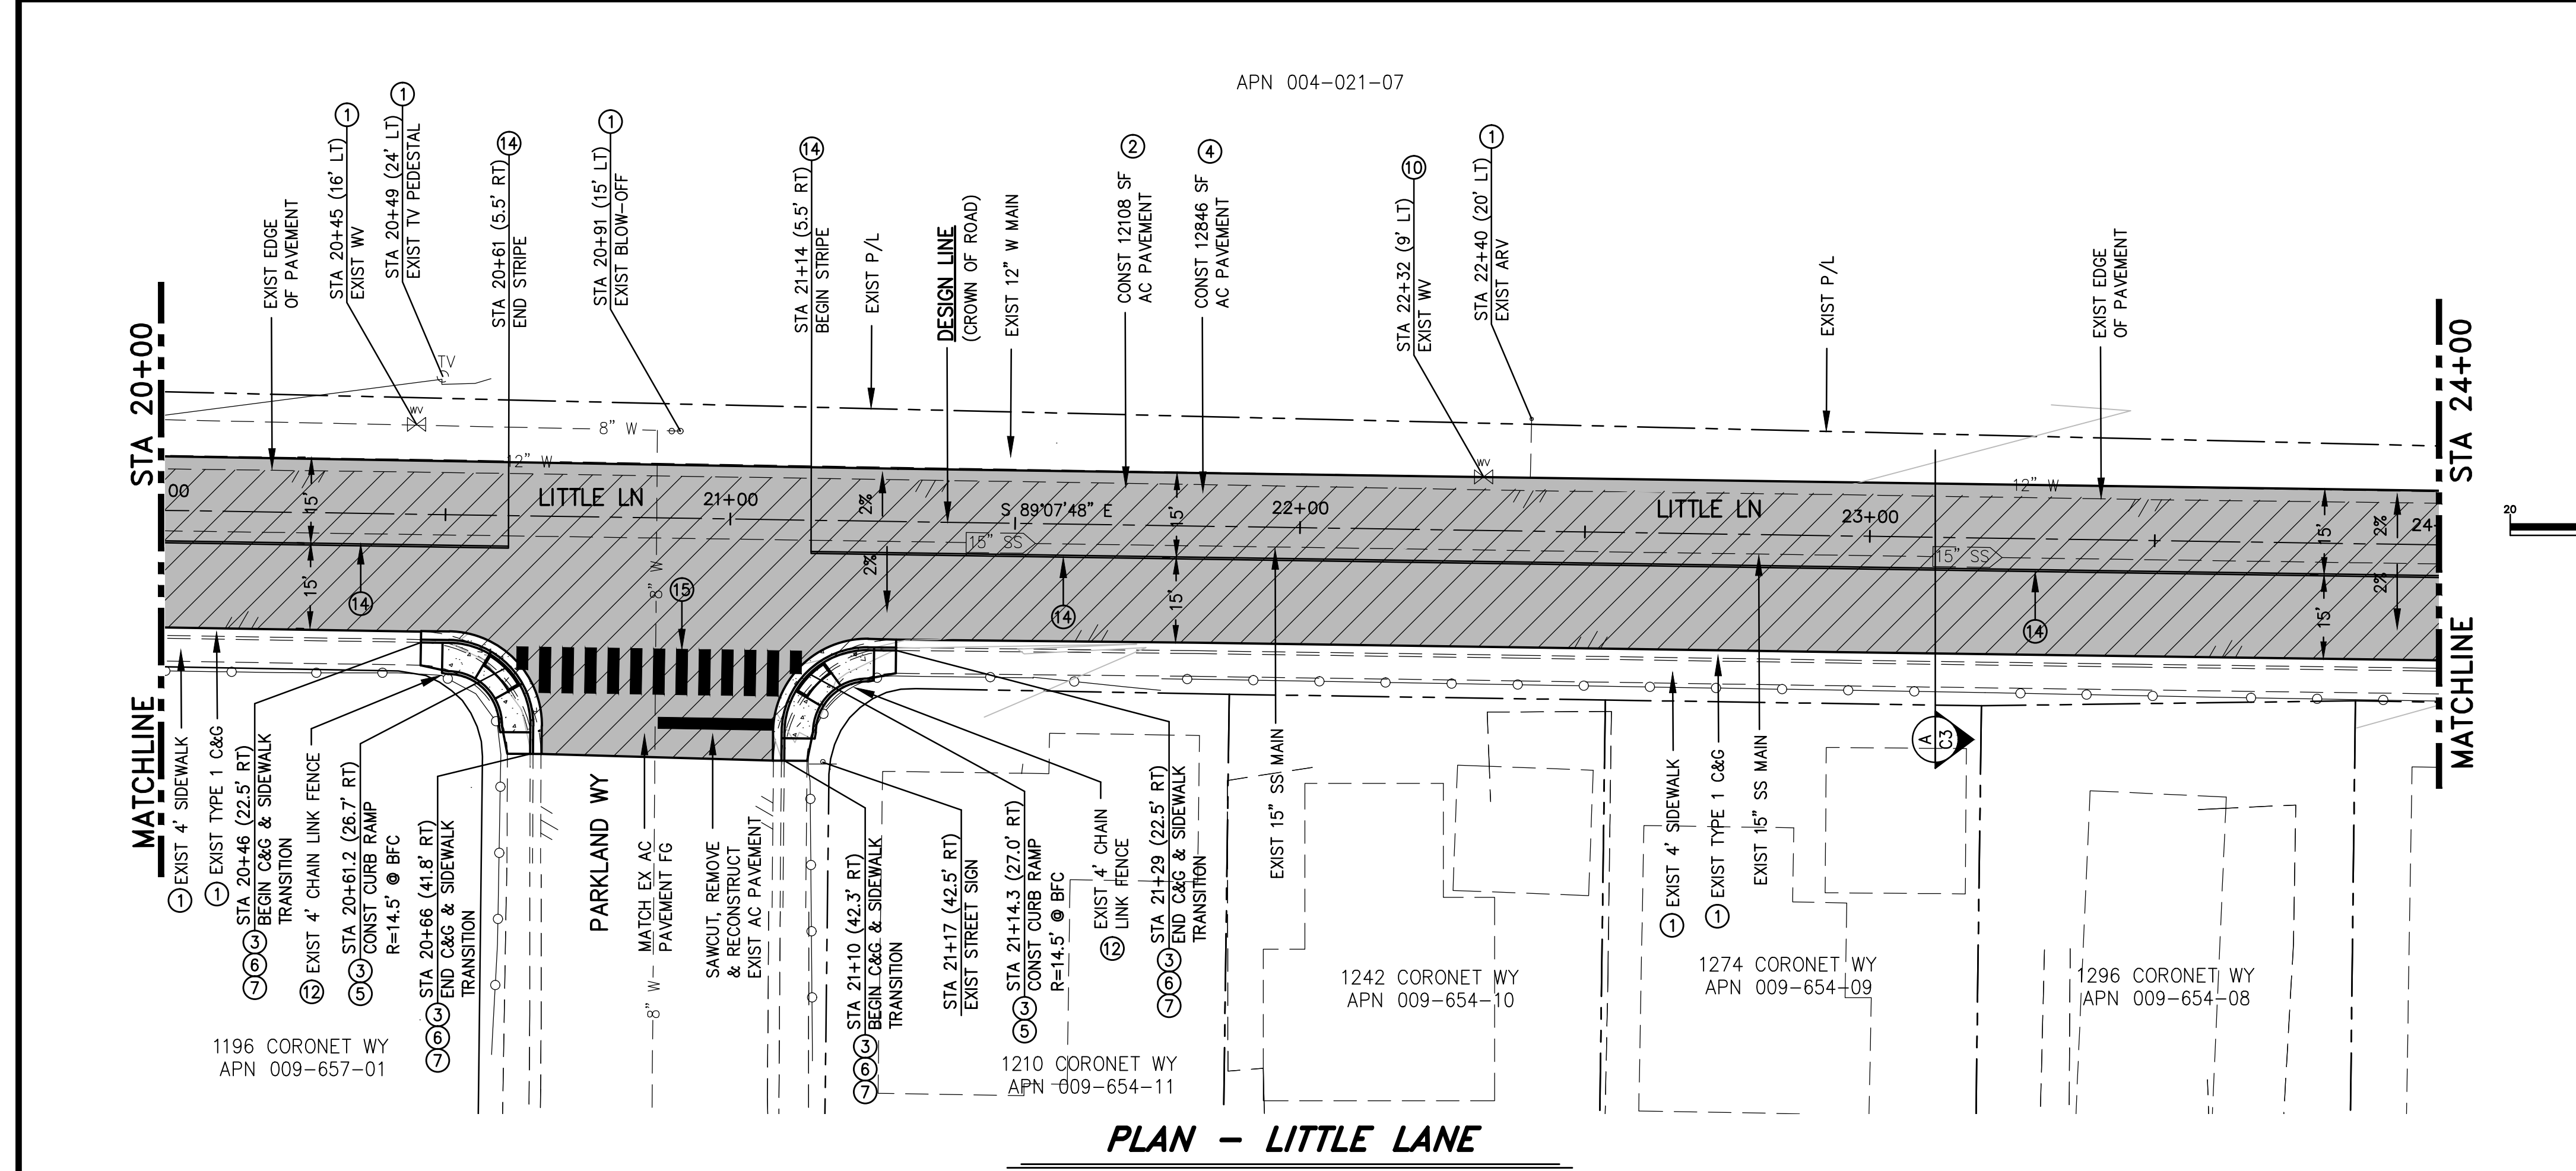 APN 004-021-07
EXIST EDGE
OF PAVEMENT
1
STA 20+45 (16' LT)
EXIST WV
1
STA 20+49 (24' LT)
EXIST TV PEDESTAL
14
STA 20+61 (5.5' RT)
END STRIPE
1
STA 20+91 (15' LT)
EXIST BLOW-OFF
14
STA 21+14 (5.5' RT)
BEGIN STRIPE
EXIST P/L
DESIGN LINE
(CROWN OF ROAD)
EXIST 12" W MAIN
2
CONST 12108 SF
AC PAVEMENT
4
CONST 12846 SF
AC PAVEMENT
10
STA 22+32 (9' LT)
EXIST WV
1
STA 22+40 (20' LT)
EXIST ARV
EXIST P/L
EXIST EDGE
OF PAVEMENT
STA 20+00
MATCHLINE
STA 24+00
MATCHLINE
20
TV
WV
8" W
WV
12" W
12" W
00
LITTLE LN
21+00
S 89°07'48" E
22+00
LITTLE LN
23+00
24+
15'
15'
2%
2%
15'
15'
15'
15'
2%
2%
15" SS
15" SS
8" W
14
15
14
14
A
C3
1
EXIST 4' SIDEWALK
1
EXIST TYPE 1 C&G
STA 20+46 (22.5' RT)
BEGIN C&G & SIDEWALK
TRANSITION
3
6
7
EXIST 4' CHAIN LINK FENCE
12
STA 20+61.2 (26.7' RT)
CONST CURB RAMP
R=14.5' @ BFC
3
5
STA 20+66 (41.8' RT)
END C&G & SIDEWALK
TRANSITION
3
6
7
PARKLAND WY
MATCH EX AC
PAVEMENT FG
8" W
SAWCUT, REMOVE
& RECONSTRUCT
EXIST AC PAVEMENT
STA 21+10 (42.3' RT)
BEGIN C&G & SIDEWALK
TRANSITION
3
6
7
STA 21+17 (42.5' RT)
EXIST STREET SIGN
STA 21+14.3 (27.0' RT)
CONST CURB RAMP
R=14.5' @ BFC
3
5
EXIST 4' CHAIN
LINK FENCE
12
STA 21+29 (22.5' RT)
END C&G & SIDEWALK
TRANSITION
3
6
7
EXIST 15" SS MAIN
EXIST 4' SIDEWALK
1
EXIST TYPE 1 C&G
1
EXIST 15" SS MAIN
1196 CORONET WY
APN 009-657-01
1210 CORONET WY
APN 009-654-11
1242 CORONET WY
APN 009-654-10
1274 CORONET WY
APN 009-654-09
1296 CORONET WY
APN 009-654-08
PLAN - LITTLE LANE